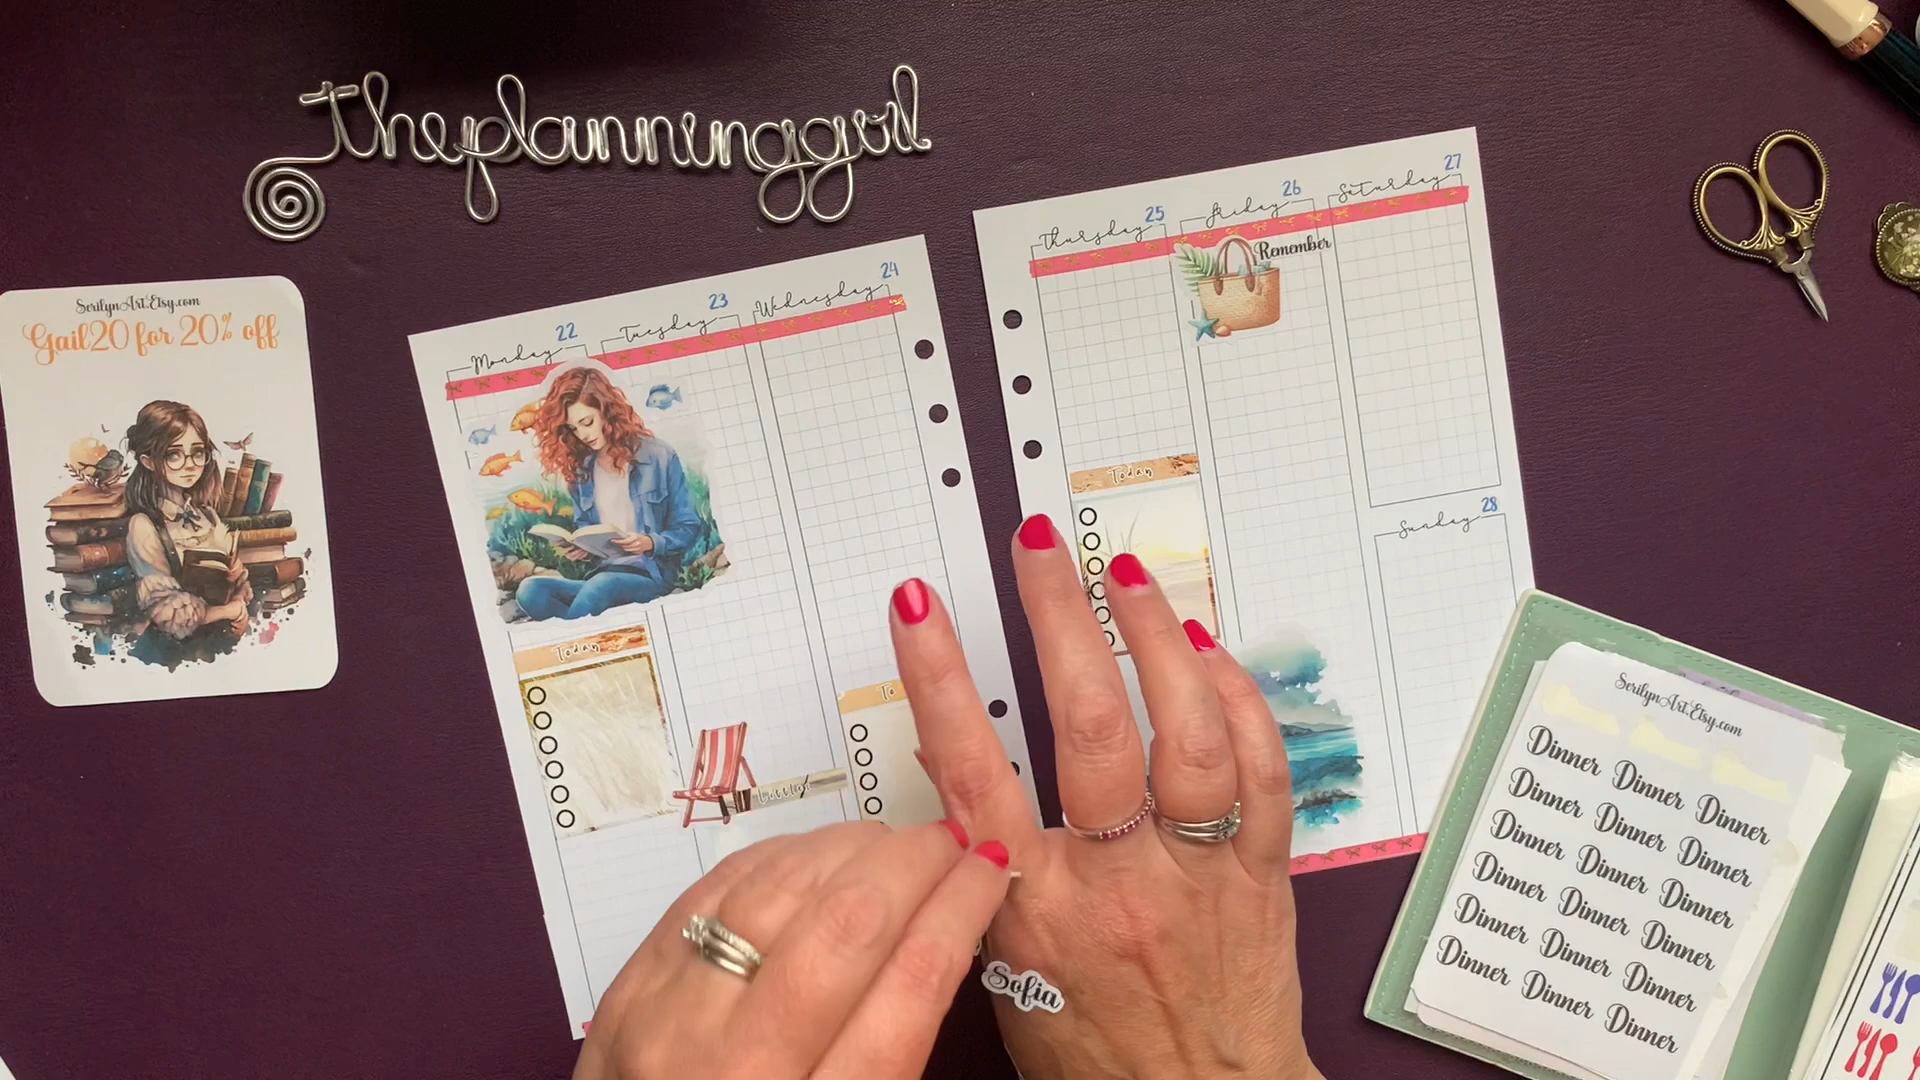 theplanninggirl
SerilynArt.Etsy.com
Gail20 for 20% off
22
Monday
23
Tuesday
24
Wednesday
Today
Little
To
25
Thursday
26
Friday
27
Saturday
Remember
Today
28
Sunday
Sofia
SerilynArt.Etsy.com
Dinner Dinner Dinner
Dinner Dinner Dinner
Dinner Dinner Dinner
Dinner Dinner Dinner
Dinner Dinner Dinner
Dinner Dinner Dinner